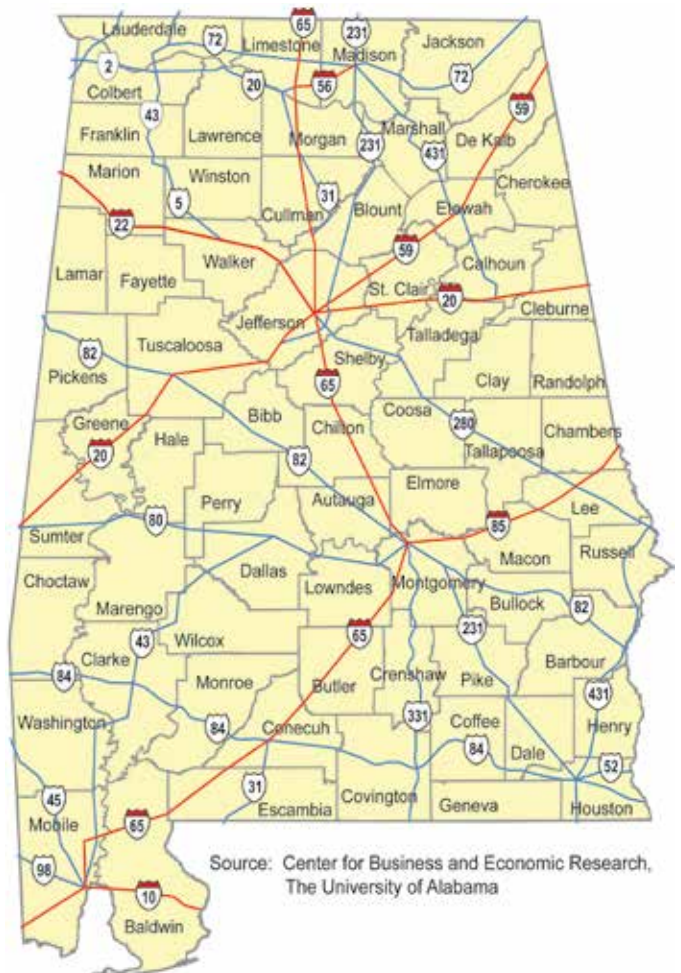 65
231
Lauderdale
72
Limestone
Madison
Jackson
2
20
56
72
Colbert
59
43
Marshall
Franklin
Lawrence
Morgan
231
431
De Kalb
Marion
Winston
31
Cherokee
5
Cullman
Blount
Etowah
22
59
Walker
Calhoun
Lamar
Fayette
St. Clair
20
Cleburne
Jefferson
Talladega
82
Tuscaloosa
Shelby
Pickens
65
Clay
Randolph
Bibb
Coosa
Greene
Chilton
280
Chambers
20
Hale
82
Tallapoosa
Elmore
Perry
Autauga
Lee
80
85
Sumter
Macon
Russell
Choctaw
Dallas
Lowndes
Montgomery
Marengo
Bullock
82
43
Wilcox
65
231
Clarke
Barbour
84
Monroe
Butler
Crenshaw
Pike
431
Washington
84
Conecuh
331
Coffee
Henry
84
Dale
52
45
31
Escambia
Covington
Geneva
Houston
Mobile
65
98
Source: Center for Business and Economic Research,
The University of Alabama
10
Baldwin